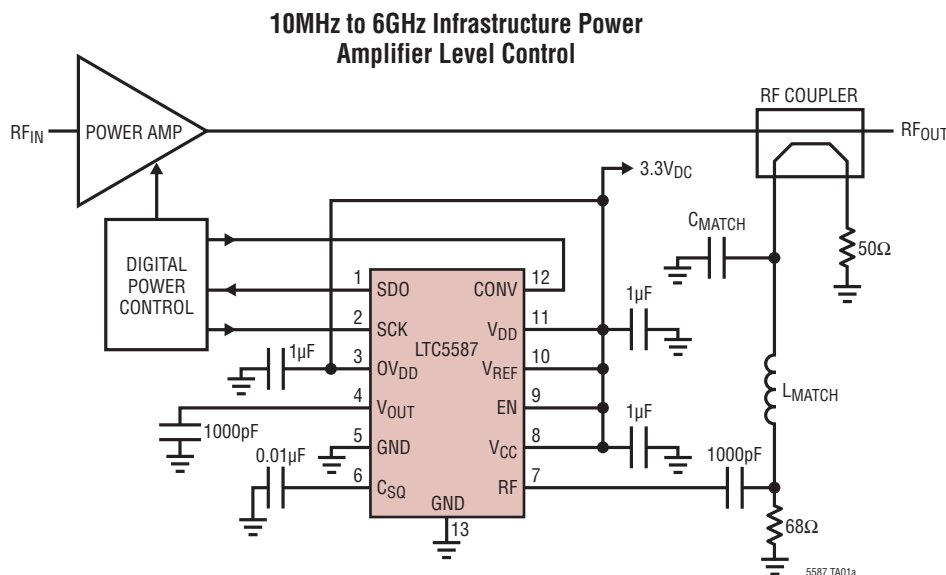 10MHz to 6GHz Infrastructure Power
Amplifier Level Control
RF COUPLER
RFIN
POWER AMP
RFOUT
3.3VDC
CMATCH
50Ω
DIGITAL
POWER
CONTROL
1
SDO
CONV
12
1µF
2
SCK
VDD
11
LTC5587
1µF
3
OVDD
VREF
10
LMATCH
4
VOUT
EN
9
1µF
1000pF
5
GND
VCC
8
1000pF
0.01µF
6
CSQ
RF
7
GND
13
68Ω
5587 TA01a